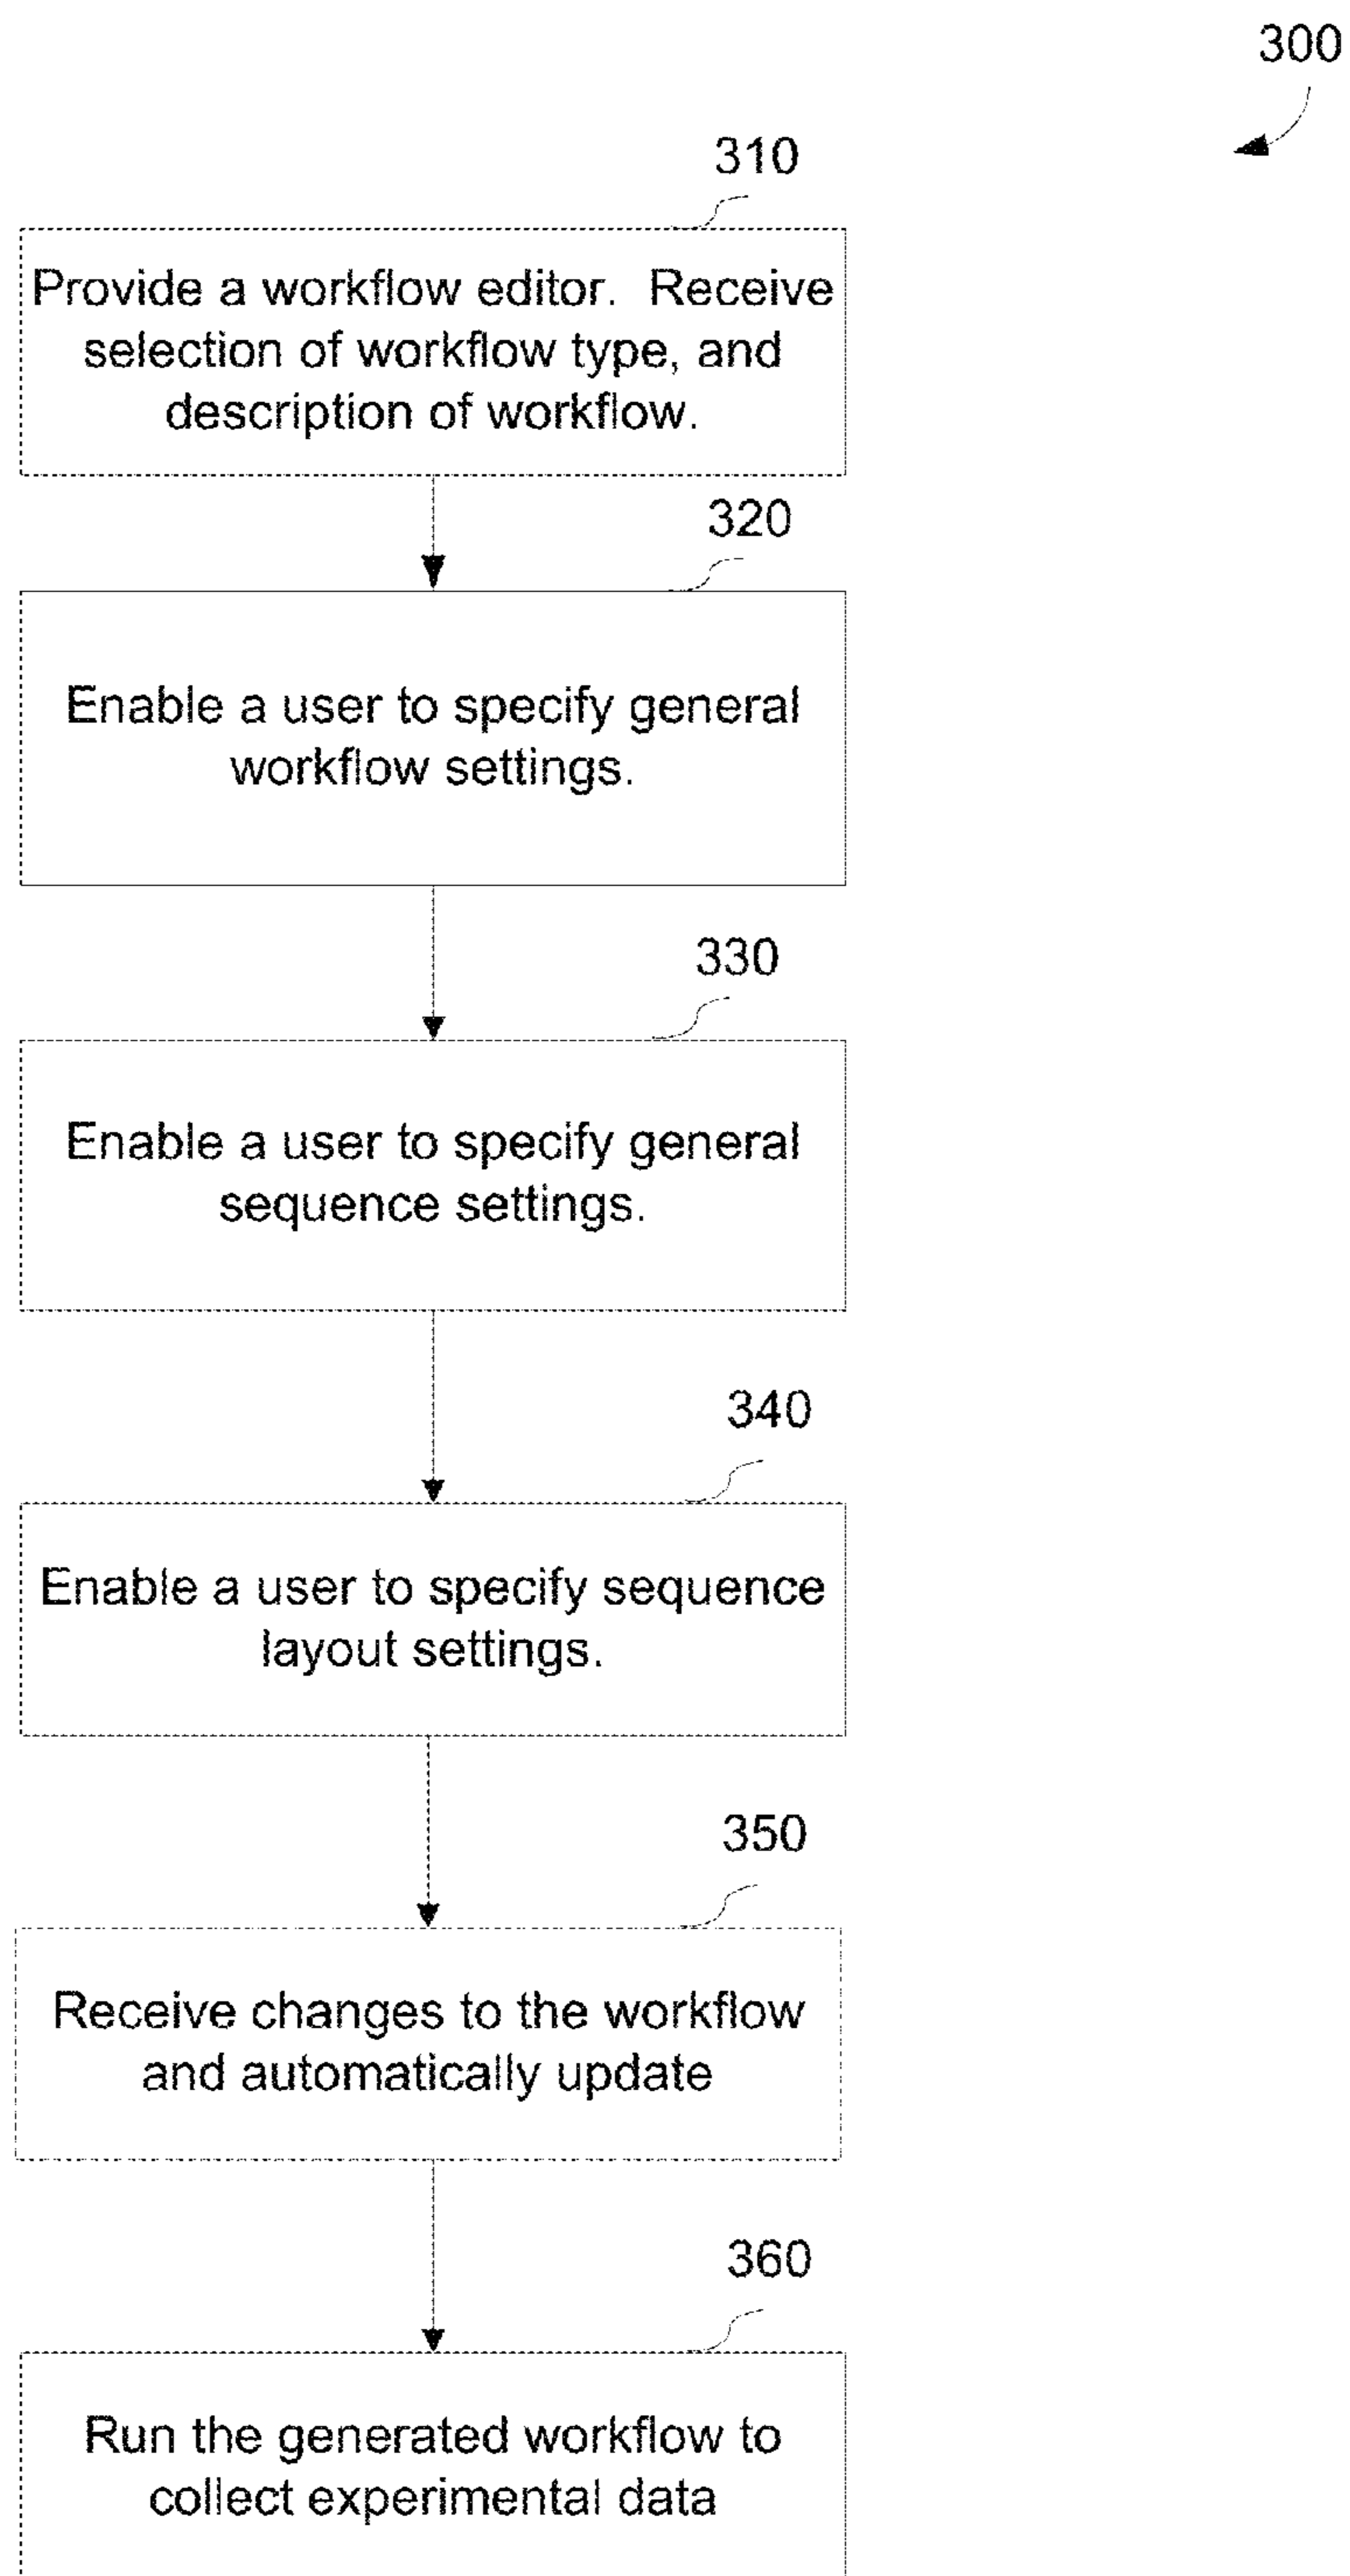 300
310
Provide a workflow editor.  Receive
selection of workflow type, and
description of workflow.
320
Enable a user to specify general
workflow settings.
330
Enable a user to specify general
sequence settings.
340
Enable a user to specify sequence
layout settings.
350
Receive changes to the workflow
and automatically update
360
Run the generated workflow to
collect experimental data